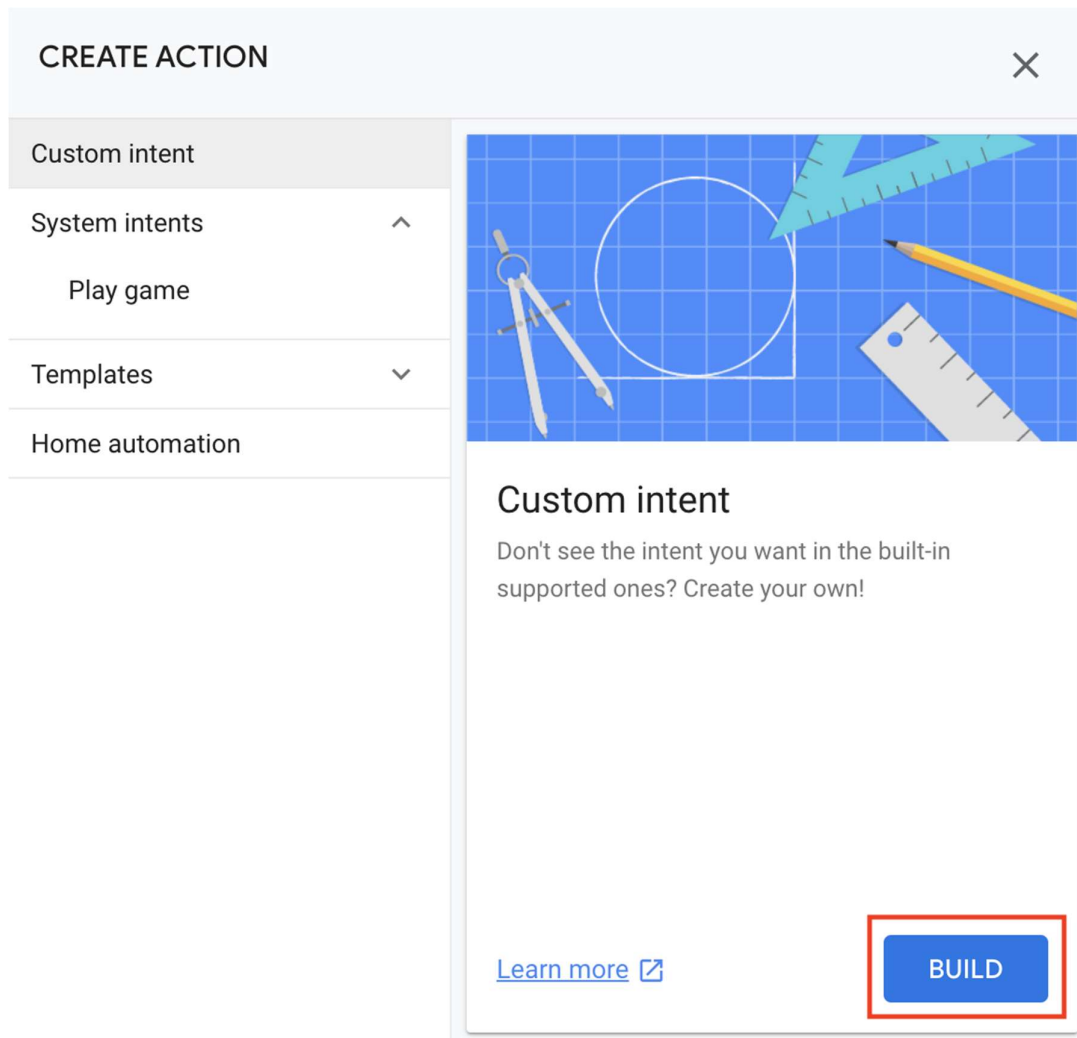 CREATE ACTION
Custom intent
System intents
Play game
Templates
Home automation
Custom intent
Don't see the intent you want in the built-in
supported ones? Create your own!
Learn more
BUILD